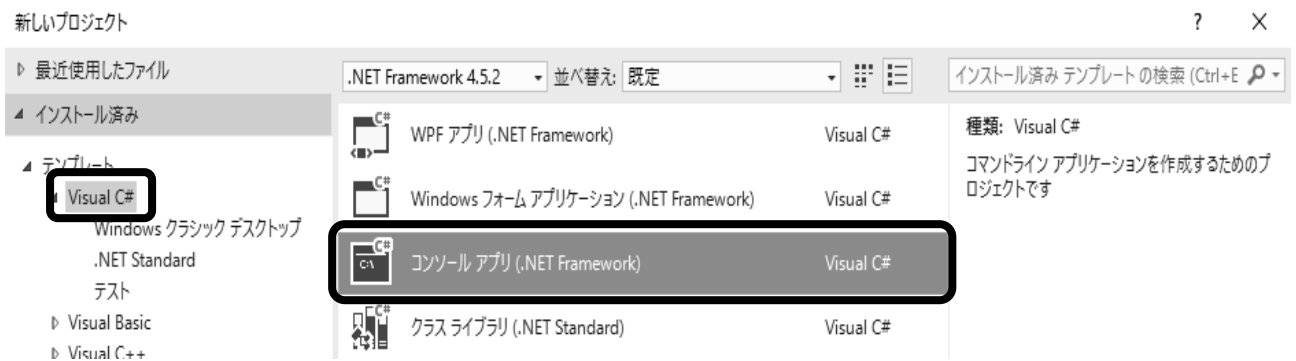 新しいプロジェクト ? ×
最近使用したファイル
インストール済み
テンプレート
Visual C#
Windows クラシック デスクトップ
.NET Standard
テスト
Visual Basic
Visual C++
.NET Framework 4.5.2 並べ替え: 既定
WPF アプリ (.NET Framework) Visual C#
Windows フォーム アプリケーション (.NET Framework) Visual C#
コンソール アプリ (.NET Framework) Visual C#
クラス ライブラリ (.NET Standard) Visual C#
インストール済み テンプレート の検索 (Ctrl+E
種類: Visual C#
コマンドライン アプリケーションを作成するためのプ
ロジェクトです